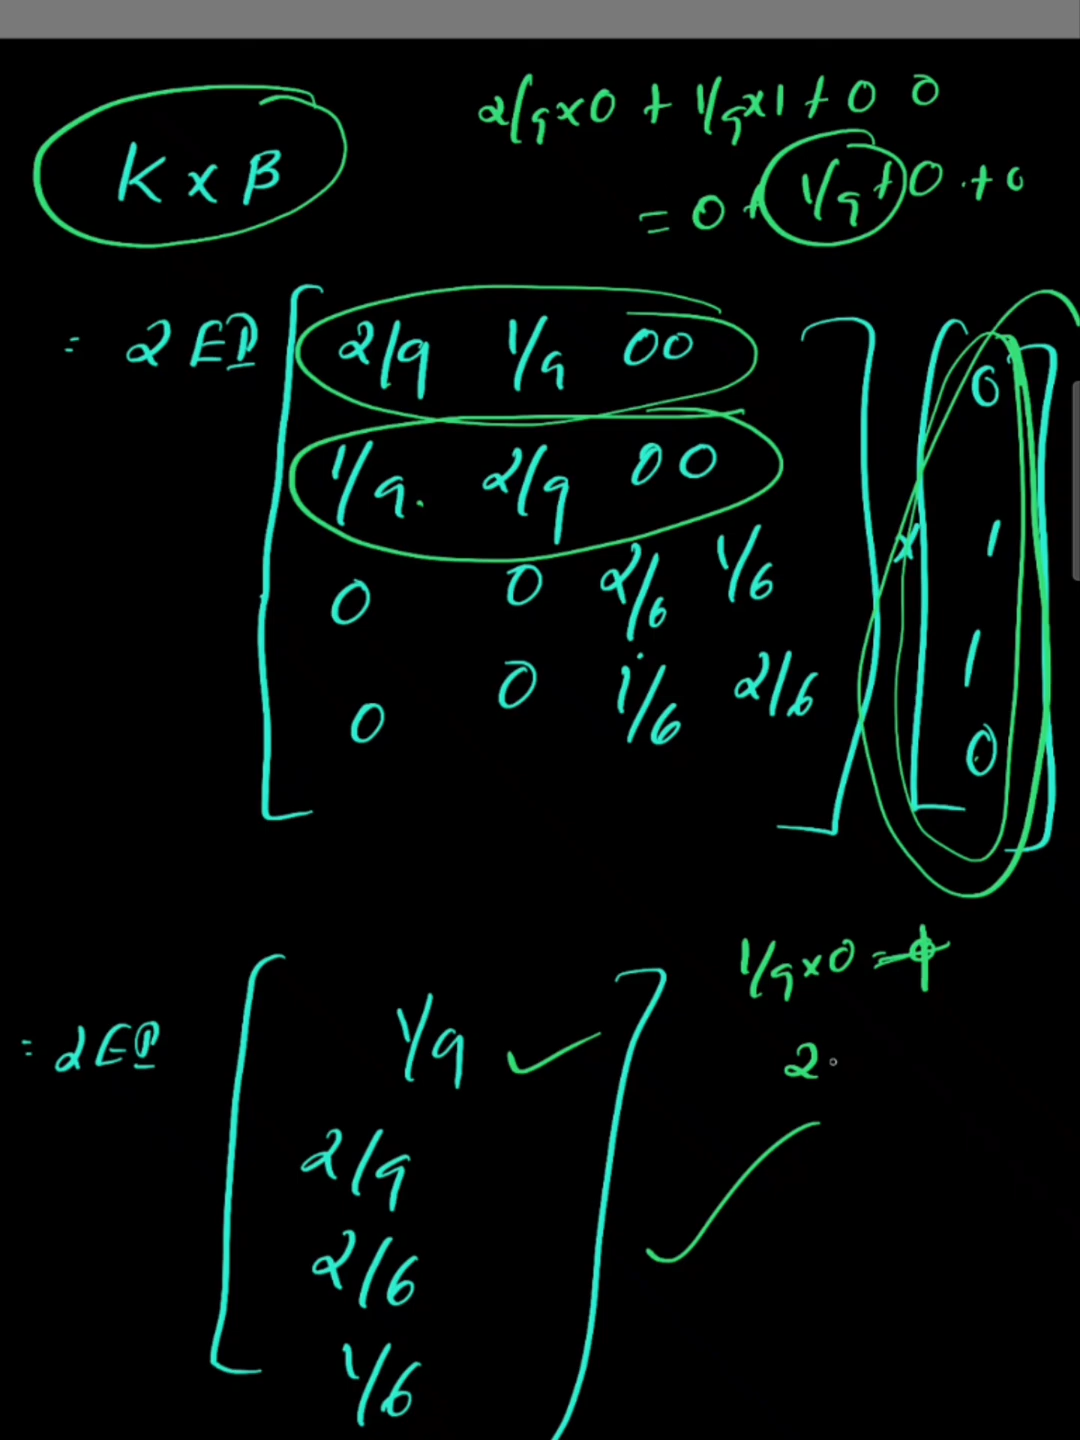 2/9×0 + 1/9×1 + 0 0
K × β
= 0 + 1/9 + 0 . + 0
= 2EI [ 2/9 1/9 0 0
1/9. 2/9 0 0
0 0 2/6 1/6
0 0 1/6 2/6 ] × [ 0
1
1
0 ]
1/9×0 =
= 2EI [ 1/9 ✓
2.
2/9
2/6 ✓
1/6 ]